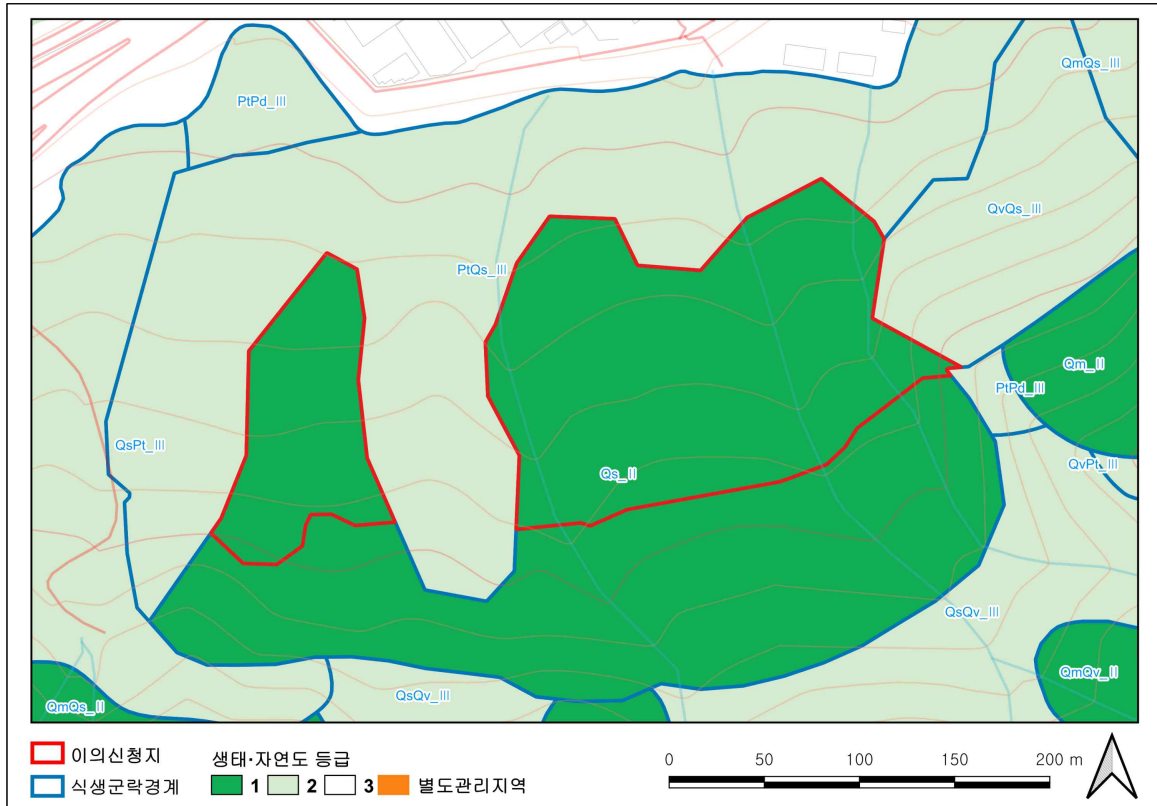 QmQs_III
PtPd_III
QvQs_III
PtQs_III
Qm_II
PtPd_III
QsPt_III
QvPt_III
Qs_II
QsQv_III
QmQv_II
QsQv_III
QmQs_II
이의신청지
식생군락경계
생태·자연도 등급
1 2 3 별도관리지역
0 50 100 150 200 m